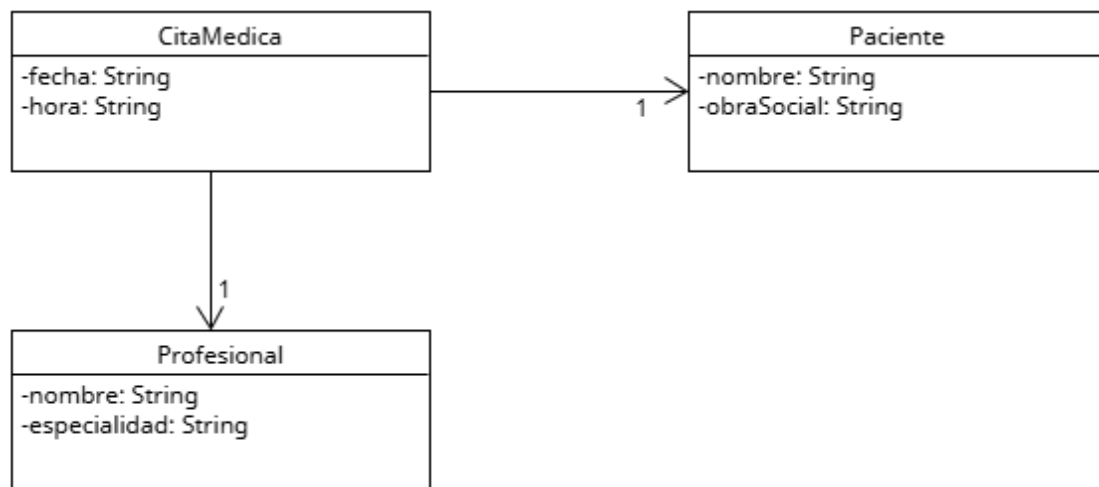 CitaMedica
-fecha: String
-hora: String
Paciente
-nombre: String
-obraSocial: String
1
1
Profesional
-nombre: String
-especialidad: String